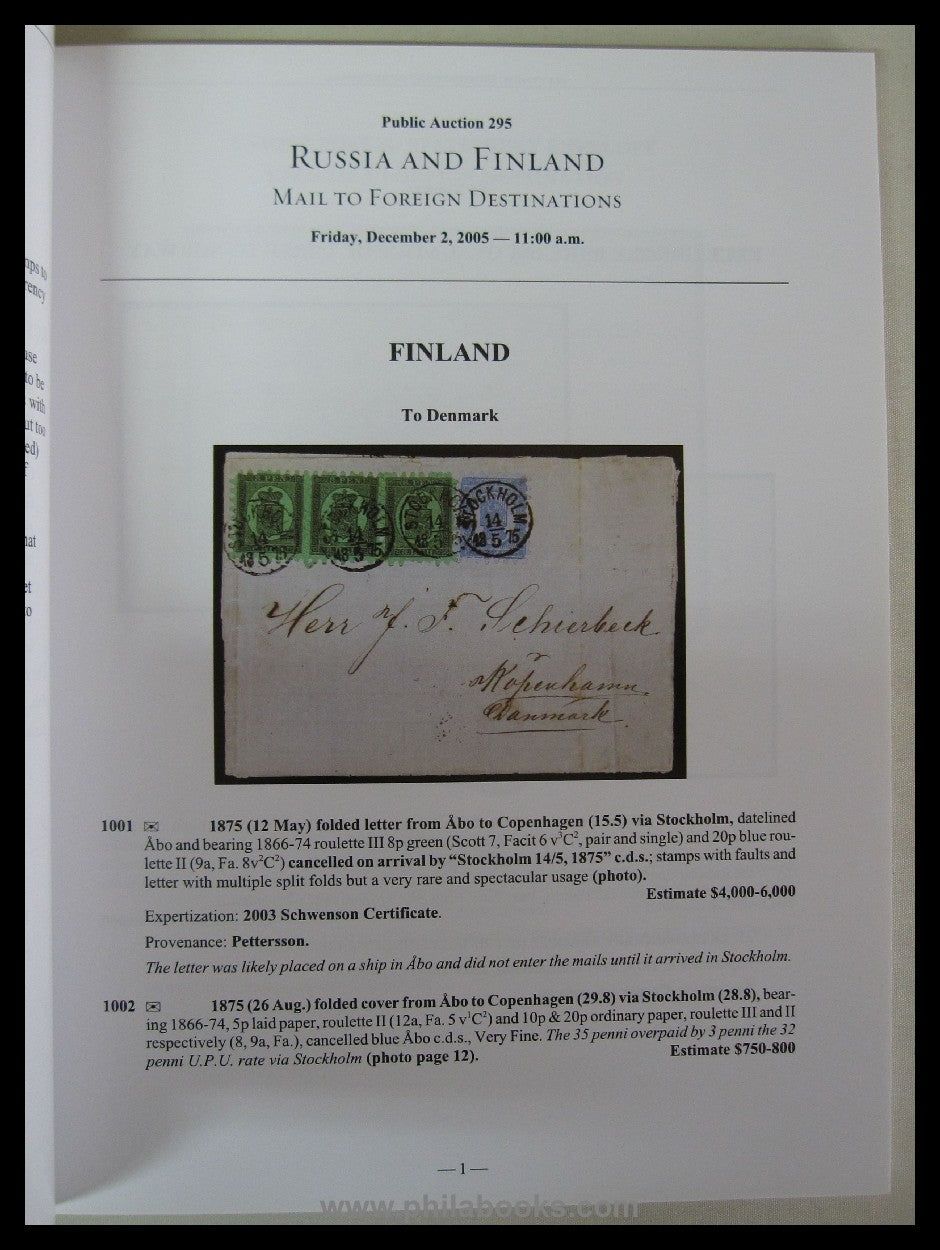 Public Auction 295
RUSSIA AND FINLAND
MAIL TO FOREIGN DESTINATIONS
Friday, December 2, 2005 — 11:00 a.m.
FINLAND
To Denmark
STOCKHOLM
14
5
Herr J. F. Schierbeck
Köpenhamn.
Danmark.
1001 ✉ 1875 (12 May) folded letter from Åbo to Copenhagen (15.5) via Stockholm, datelined
Åbo and bearing 1866-74 roulette III 8p green (Scott 7, Facit 6 v³C², pair and single) and 20p blue rou-
lette II (9a, Fa. 8v²C²) cancelled on arrival by “Stockholm 14/5, 1875” c.d.s.; stamps with faults and
letter with multiple split folds but a very rare and spectacular usage (photo).
Estimate $4,000-6,000
Expertization: 2003 Schwenson Certificate.
Provenance: Pettersson.
The letter was likely placed on a ship in Åbo and did not enter the mails until it arrived in Stockholm.
1002 ✉ 1875 (26 Aug.) folded cover from Åbo to Copenhagen (29.8) via Stockholm (28.8), bear-
ing 1866-74, 5p laid paper, roulette II (12a, Fa. 5 v¹C²) and 10p & 20p ordinary paper, roulette III and II
respectively (8, 9a, Fa.), cancelled blue Åbo c.d.s., Very Fine. The 35 penni overpaid by 3 penni the 32
penni U.P.U. rate via Stockholm (photo page 12). Estimate $750-800
— 1 —
www.philabooks.com